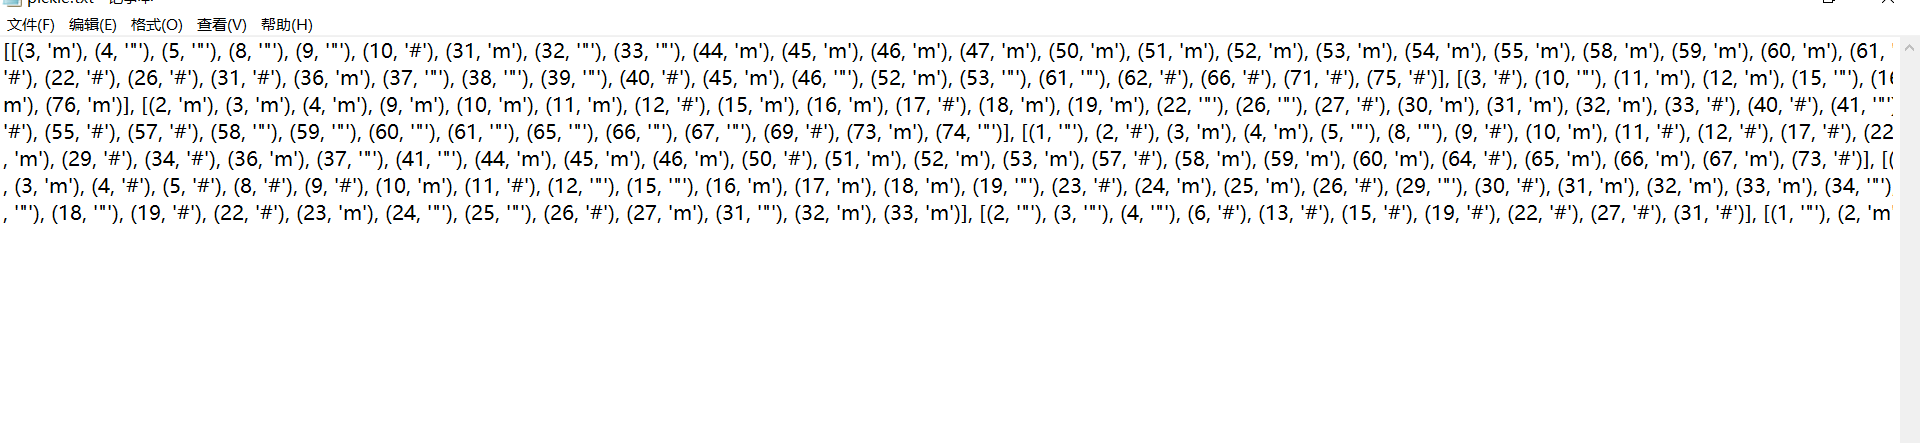 文件(F) 编辑(E) 格式(O) 查看(V) 帮助(H)
[[(3, 'm'), (4, '"'), (5, '"'), (8, '"'), (9, '"'), (10, '#'), (31, 'm'), (32, '"'), (33, '"'), (44, 'm'), (45, 'm'), (46, 'm'), (47, 'm'), (50, 'm'), (51, 'm'), (52, 'm'), (53, 'm'), (54, 'm'), (55, 'm'), (58, 'm'), (59, 'm'), (60, 'm'), (61, '
'#'), (22, '#'), (26, '#'), (31, '#'), (36, 'm'), (37, '"'), (38, '"'), (39, '"'), (40, '#'), (45, 'm'), (46, '"'), (52, 'm'), (53, '"'), (61, '"'), (62, '#'), (66, '#'), (71, '#'), (75, '#')], [(3, '#'), (10, '"'), (11, 'm'), (12, 'm'), (15, '"'), (16
m'), (76, 'm')], [(2, 'm'), (3, 'm'), (4, 'm'), (9, 'm'), (10, 'm'), (11, 'm'), (12, '#'), (15, 'm'), (16, 'm'), (17, '#'), (18, 'm'), (19, 'm'), (22, '"'), (26, '"'), (27, '#'), (30, 'm'), (31, 'm'), (32, 'm'), (33, '#'), (40, '#'), (41, '"'
'#'), (55, '#'), (57, '#'), (58, '"'), (59, '"'), (60, '"'), (61, '"'), (65, '"'), (66, '"'), (67, '"'), (69, '#'), (73, 'm'), (74, '"')], [(1, '"'), (2, '#'), (3, 'm'), (4, 'm'), (5, '"'), (8, '"'), (9, '#'), (10, 'm'), (11, '#'), (12, '#'), (17, '#'), (22
, 'm'), (29, '#'), (34, '#'), (36, 'm'), (37, '"'), (41, '"'), (44, 'm'), (45, 'm'), (46, 'm'), (50, '#'), (51, 'm'), (52, 'm'), (53, 'm'), (57, '#'), (58, 'm'), (59, 'm'), (60, 'm'), (64, '#'), (65, 'm'), (66, 'm'), (67, 'm'), (73, '#')], [(
, (3, 'm'), (4, '#'), (5, '#'), (8, '#'), (9, '#'), (10, 'm'), (11, '#'), (12, '"'), (15, '"'), (16, 'm'), (17, 'm'), (18, 'm'), (19, '"'), (23, '#'), (24, 'm'), (25, 'm'), (26, '#'), (29, '"'), (30, '#'), (31, 'm'), (32, 'm'), (33, 'm'), (34, '"')
, '"'), (18, '"'), (19, '#'), (22, '#'), (23, 'm'), (24, '"'), (25, '"'), (26, '#'), (27, 'm'), (31, '"'), (32, 'm'), (33, 'm')], [(2, '"'), (3, '"'), (4, '"'), (6, '#'), (13, '#'), (15, '#'), (19, '#'), (22, '#'), (27, '#'), (31, '#')], [(1, '"'), (2, 'm'